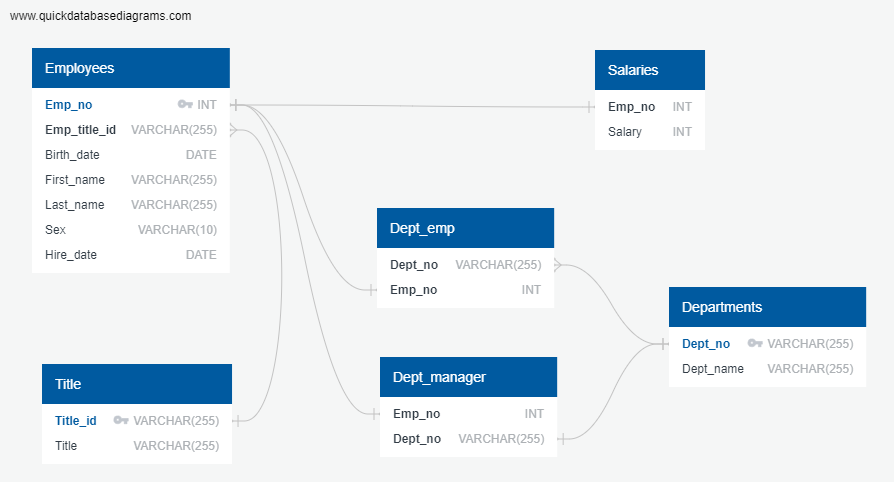 www.quickdatabasediagrams.com
Employees
Emp_no INT
Emp_title_id VARCHAR(255)
Birth_date DATE
First_name VARCHAR(255)
Last_name VARCHAR(255)
Sex VARCHAR(10)
Hire_date DATE
Salaries
Emp_no INT
Salary INT
Dept_emp
Dept_no VARCHAR(255)
Emp_no INT
Departments
Dept_no VARCHAR(255)
Dept_name VARCHAR(255)
Title
Title_id VARCHAR(255)
Title VARCHAR(255)
Dept_manager
Emp_no INT
Dept_no VARCHAR(255)